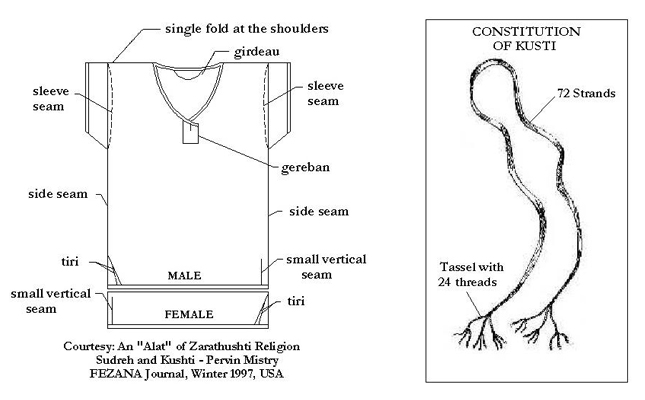 single fold at the shoulders
girdeau
sleeve
seam
sleeve
seam
gereban
side seam
side seam
tiri
MALE
small vertical
seam
small vertical
seam
FEMALE
tiri
Courtesy: An "Alat" of Zarathushti Religion
Sudreh and Kushti - Pervin Mistry
FEZANA Journal, Winter 1997, USA
CONSTITUTION
OF KUSTI
72 Strands
Tassel with
24 threads